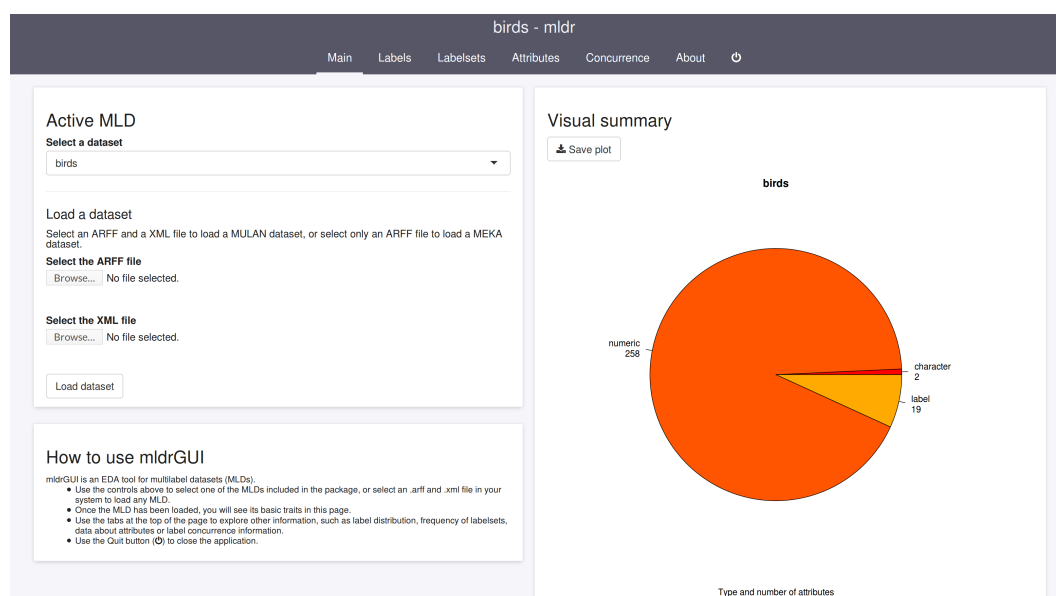 birds - mldr
Main Labels Labelsets Attributes Concurrence About
Active MLD
Select a dataset
birds
Load a dataset
Select an ARFF and a XML file to load a MULAN dataset, or select only an ARFF file to load a MEKA
dataset.
Select the ARFF file
Browse... No file selected.
Select the XML file
Browse... No file selected.
Load dataset
How to use mldrGUI
mldrGUI is an EDA tool for multilabel datasets (MLDs).
Use the controls above to select one of the MLDs included in the package, or select an .arff and .xml file in your
system to load any MLD.
Once the MLD has been loaded, you will see its basic traits in this page.
Use the tabs at the top of the page to explore other information, such as label distribution, frequency of labelsets,
data about attributes or label concurrence information.
Use the Quit button () to close the application.
Visual summary
Save plot
birds
numeric
258
character
2
label
19
Type and number of attributes